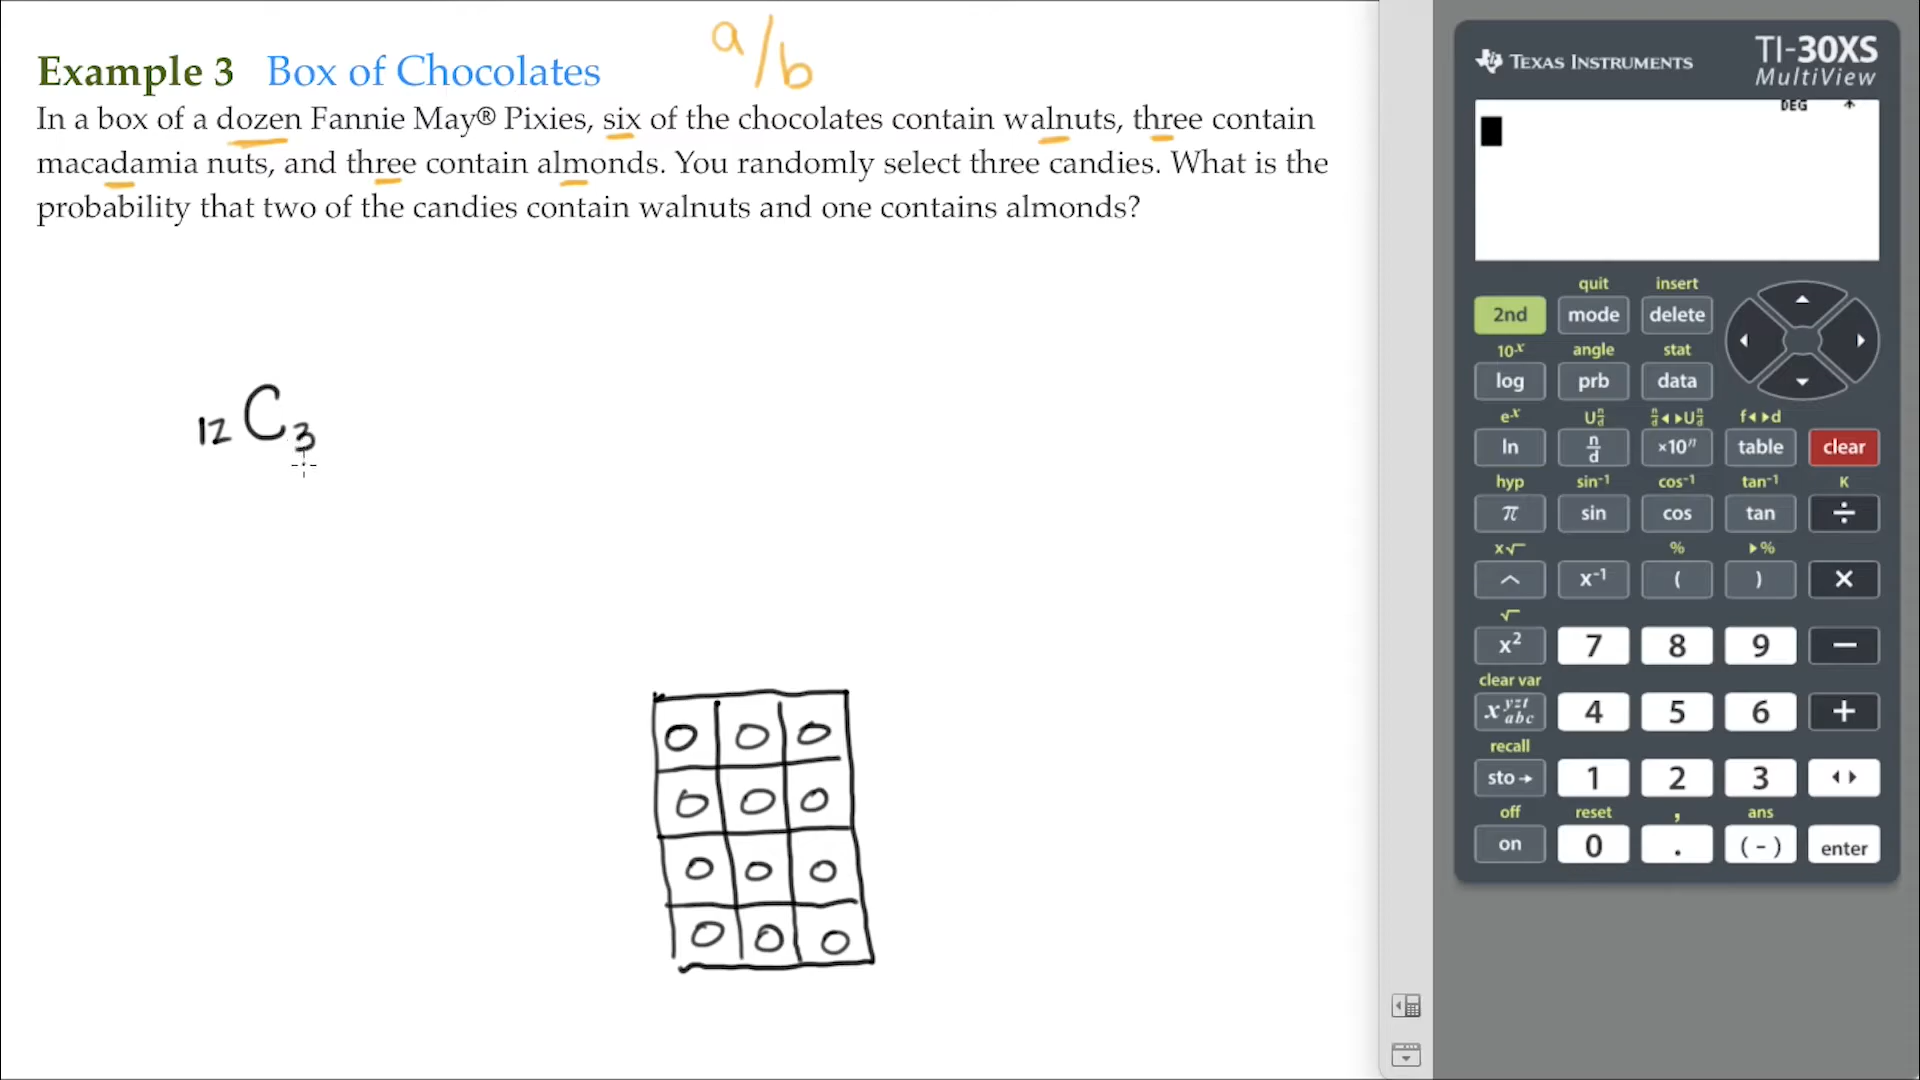 Example 3 Box of Chocolates
a/b
In a box of a dozen Fannie May® Pixies, six of the chocolates contain walnuts, three contain
macadamia nuts, and three contain almonds. You randomly select three candies. What is the
probability that two of the candies contain walnuts and one contains almonds?
12 C 3
TEXAS INSTRUMENTS
TI-30XS
MultiView
DEG
quit insert
2nd mode delete
10ˣ angle stat
log prb data
eˣ U n/d n/d ◂▸ U n/d f◂▸d
ln n/d ×10ⁿ table clear
hyp sin⁻¹ cos⁻¹ tan⁻¹ K
π sin cos tan ÷
x√ % ▸%
^ x⁻¹ ( ) ×
√
x² 7 8 9 −
clear var
x yzt abc 4 5 6 +
recall
sto→ 1 2 3 ◂▸
off reset , ans
on 0 . (-) enter